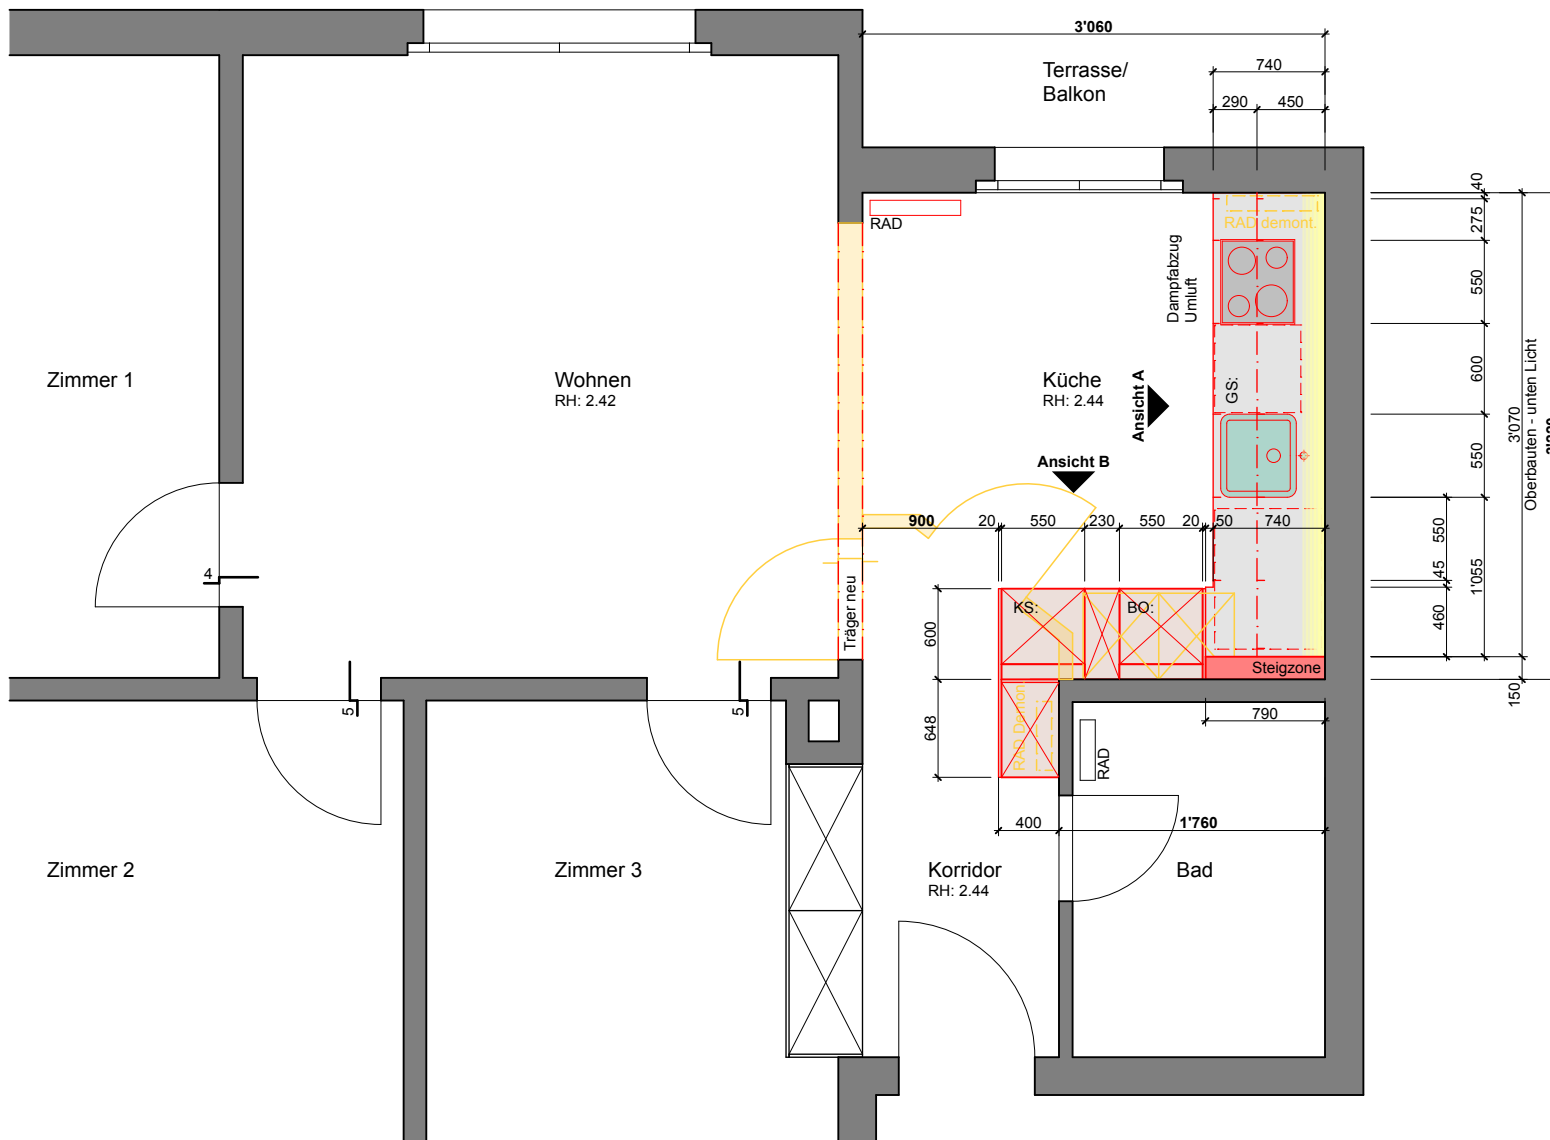 3'060
Terrasse/
Balkon
740
290
450
RAD
RAD demont.
Dampfabzug
Umluft
40
275
550
600
550
1'055
550
45
460
3'070
Oberbauten - unten Licht
150
Zimmer 1
Wohnen
RH: 2.42
Küche
RH: 2.44
Ansicht A
GS:
Ansicht B
900
20
550
230
550
20
50
740
4
Träger neu
KS:
BO:
600
Steigzone
648
RAD Demon
5
5
790
RAD
400
1'760
Zimmer 2
Zimmer 3
Korridor
RH: 2.44
Bad